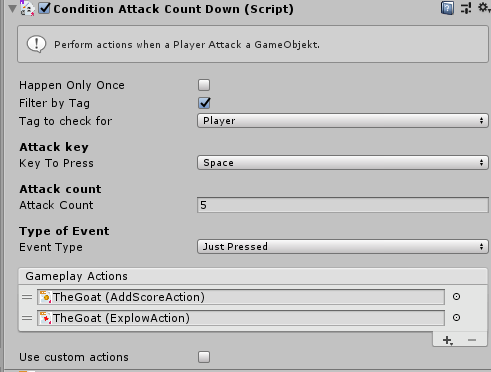 Condition Attack Count Down (Script)
Perform actions when a Player Attack a GameObjekt.
Happen Only Once
Filter by Tag
Tag to check for Player
Attack key
Key To Press Space
Attack count
Attack Count 5
Type of Event
Event Type Just Pressed
Gameplay Actions
TheGoat (AddScoreAction)
TheGoat (ExplowAction)
Use custom actions